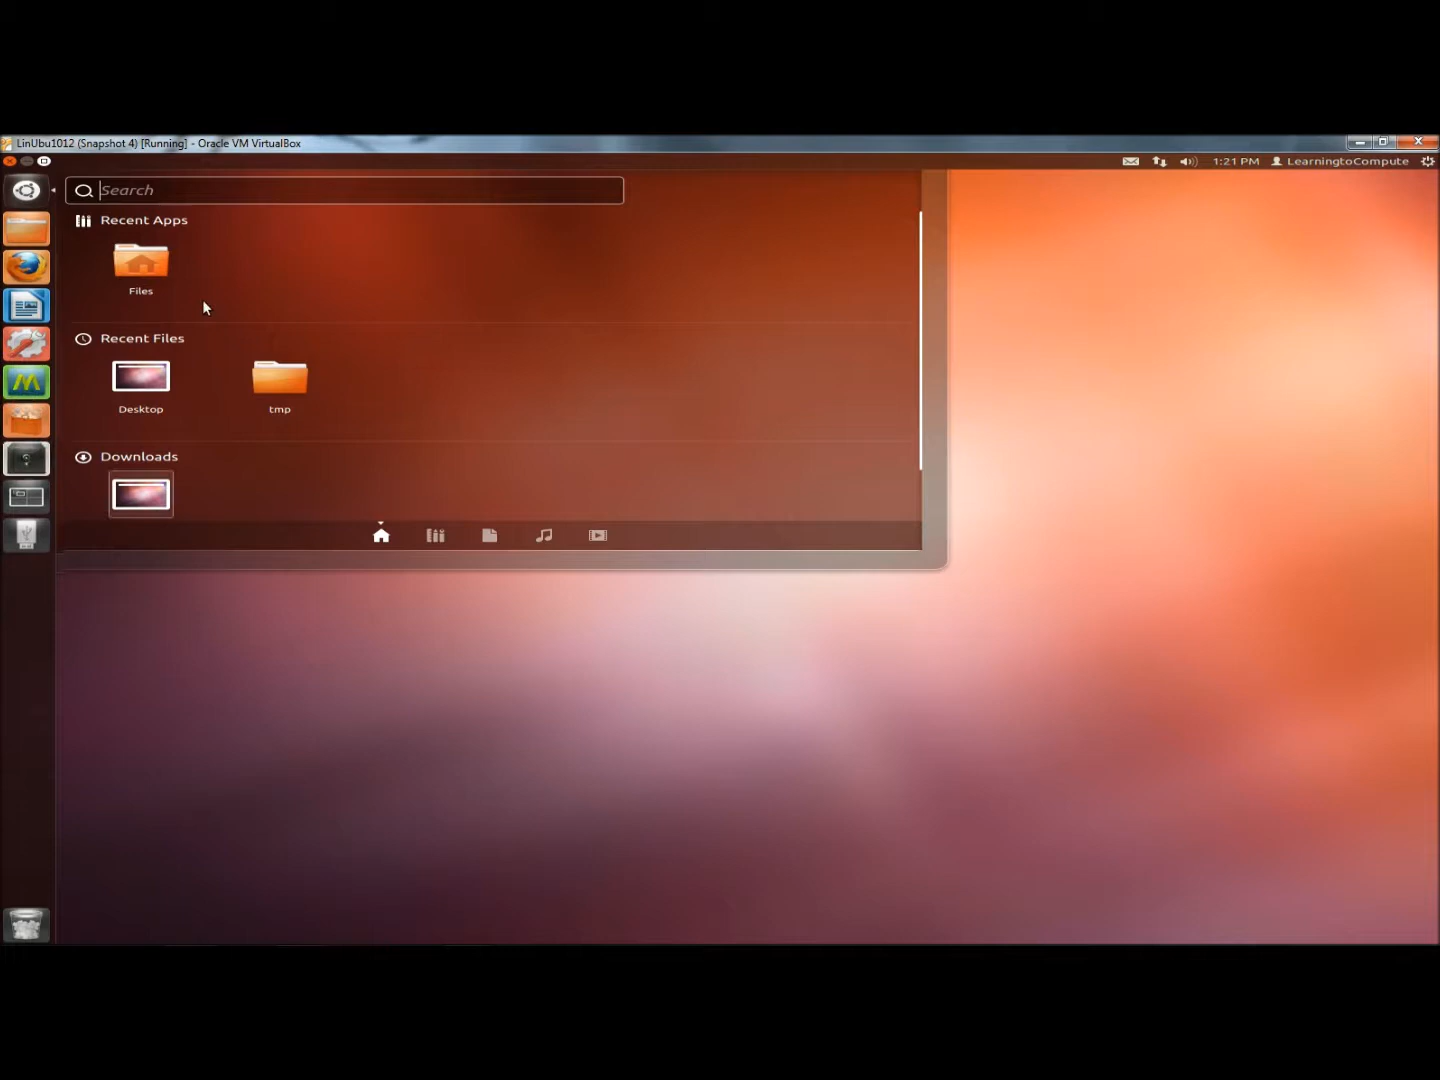 LinUbu1012 (Snapshot 4) [Running] - Oracle VM VirtualBox
1:21 PM LearningtoCompute
Search
Recent Apps
Files
Recent Files
Desktop tmp
Downloads